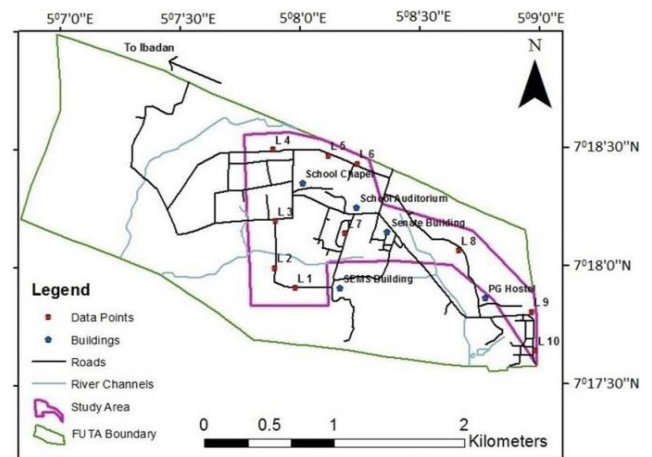 5°7'0"E 5°7'30"E 5°8'0"E 5°8'30"E 5°9'0"E
To Ibadan
N
L 4
L 5
L 6
7°18'30"N
School Chapel
School Auditorium
L 3
L 7
Senate Building
L 8
L 2
7°18'0"N
L 1
SEMS Building
PG Hostel
L 9
L 10
7°17'30"N
Legend
Data Points
Buildings
Roads
River Channels
Study Area
FUTA Boundary
0 0.5 1 2
Kilometers